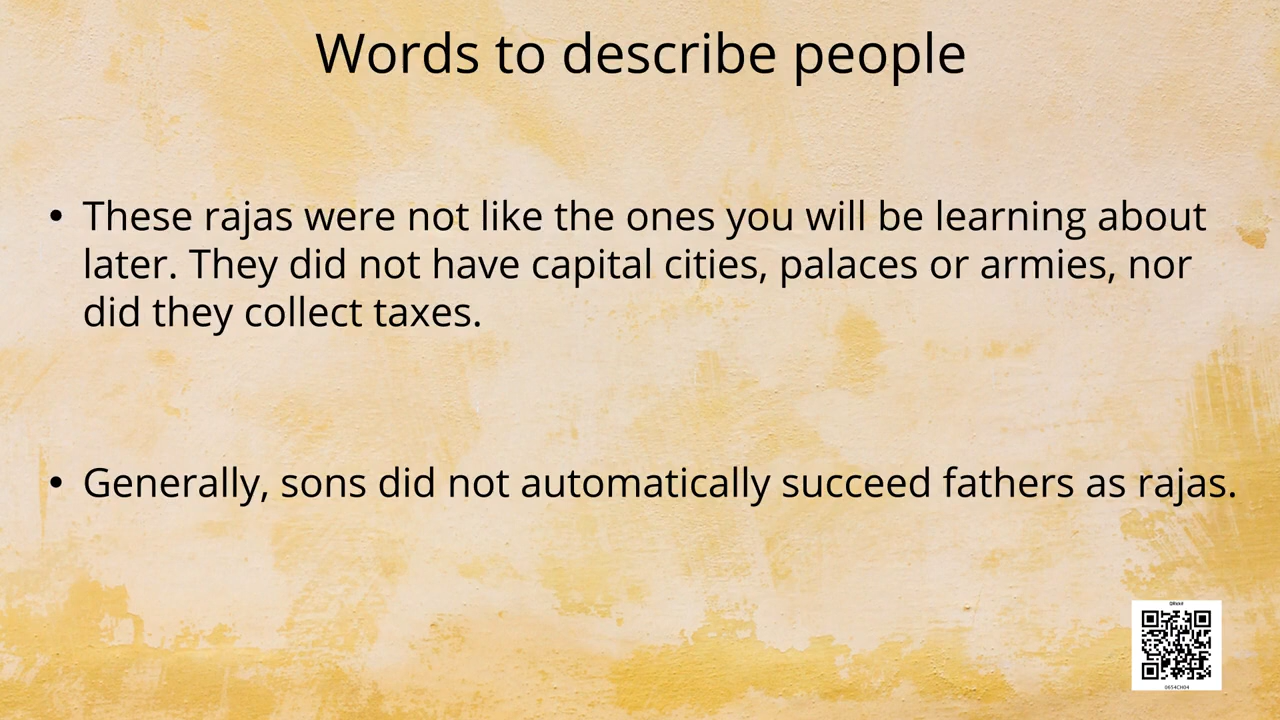 Words to describe people
• These rajas were not like the ones you will be learning about
later. They did not have capital cities, palaces or armies, nor
did they collect taxes.
• Generally, sons did not automatically succeed fathers as rajas.
0654CH04